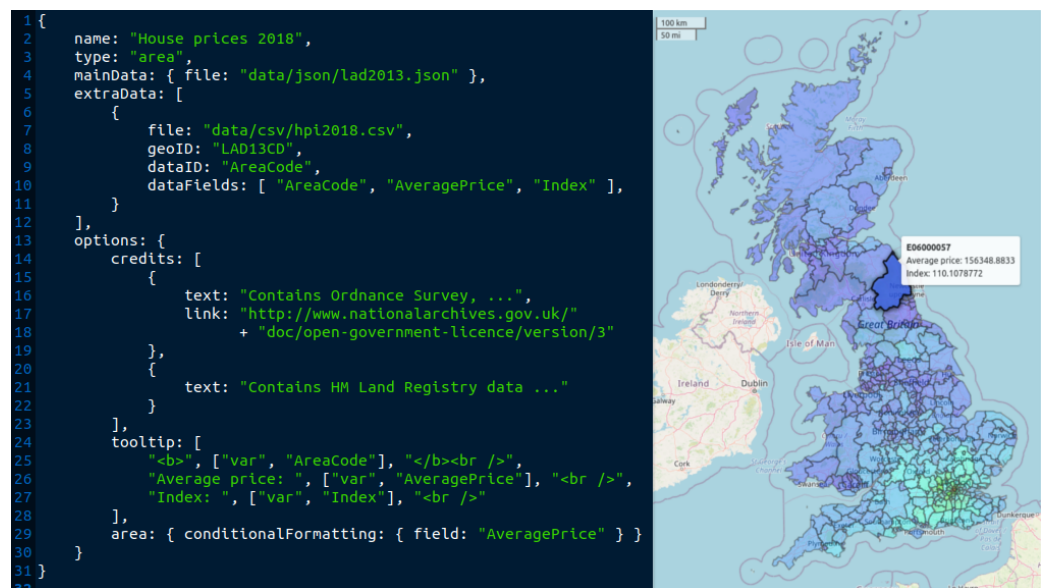 1 {
2 name: "House prices 2018",
3 type: "area",
4 mainData: { file: "data/json/lad2013.json" },
5 extraData: [
6 {
7 file: "data/csv/hpi2018.csv",
8 geoID: "LAD13CD",
9 dataID: "AreaCode",
10 dataFields: [ "AreaCode", "AveragePrice", "Index" ],
11 }
12 ],
13 options: {
14 credits: [
15 {
16 text: "Contains Ordnance Survey, ...",
17 link: "http://www.nationalarchives.gov.uk/"
18 + "doc/open-government-licence/version/3"
19 },
20 {
21 text: "Contains HM Land Registry data ..."
22 }
23 ],
24 tooltip: [
25 "<b>", ["var", "AreaCode"], "</b><br />",
26 "Average price: ", ["var", "AveragePrice"], "<br />",
27 "Index: ", ["var", "Index"], "<br />"
28 ],
29 area: { conditionalFormatting: { field: "AveragePrice" } }
30 }
31 }
100 km
50 mi
Aberdeen
E06000057
Average price: 156348.8833
Index: 110.1078772
Londonderry/
Derry
Northern
Ireland
Great Britain
Isle of Man
Ireland
Dublin
Cork
Swansea
Dunkerque
Portsmouth
Plymouth